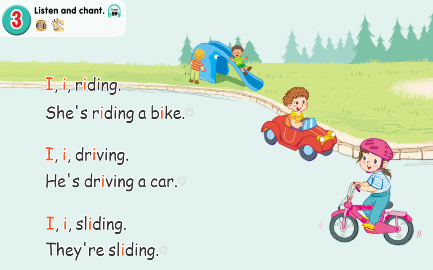 3 Listen and chant.
I, i, riding.
She's riding a bike.
I, i, driving.
He's driving a car.
I, i, sliding.
They're sliding.